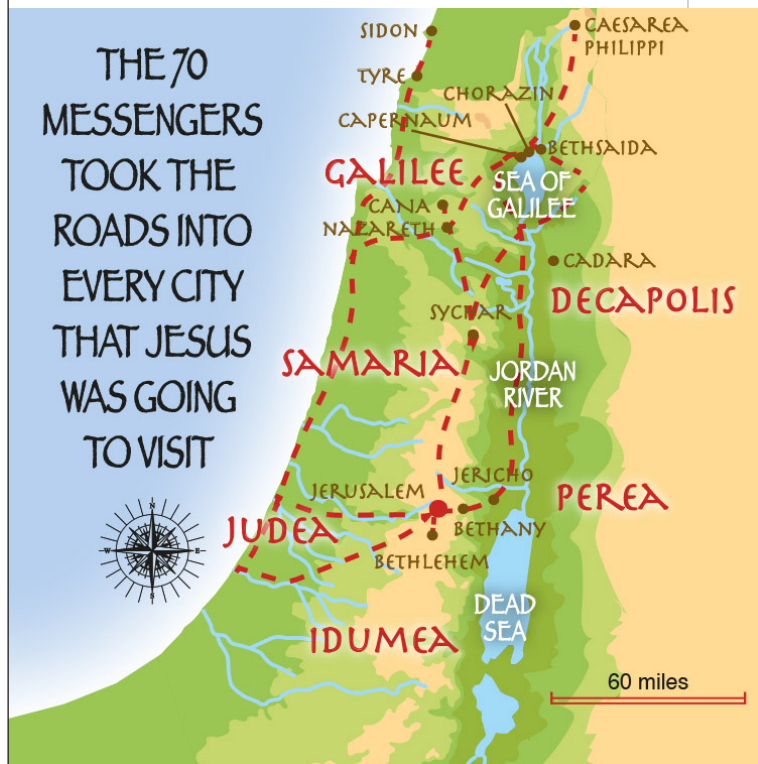 THE 70
MESSENGERS
TOOK THE
ROADS INTO
EVERY CITY
THAT JESUS
WAS GOING
TO VISIT
SIDON
TYRE
CAESAREA
PHILIPPI
CHORAZIN
CAPERNAUM
BETHSAIDA
GALILEE
SEA OF
GALILEE
CANA
NAZARETH
CADARA
DECAPOLIS
SYCHAR
SAMARIA
JORDAN
RIVER
JERICHO
JERUSALEM
PEREA
JUDEA
BETHANY
BETHLEHEM
DEAD
SEA
IDUMEA
60 miles
N
W
E
S